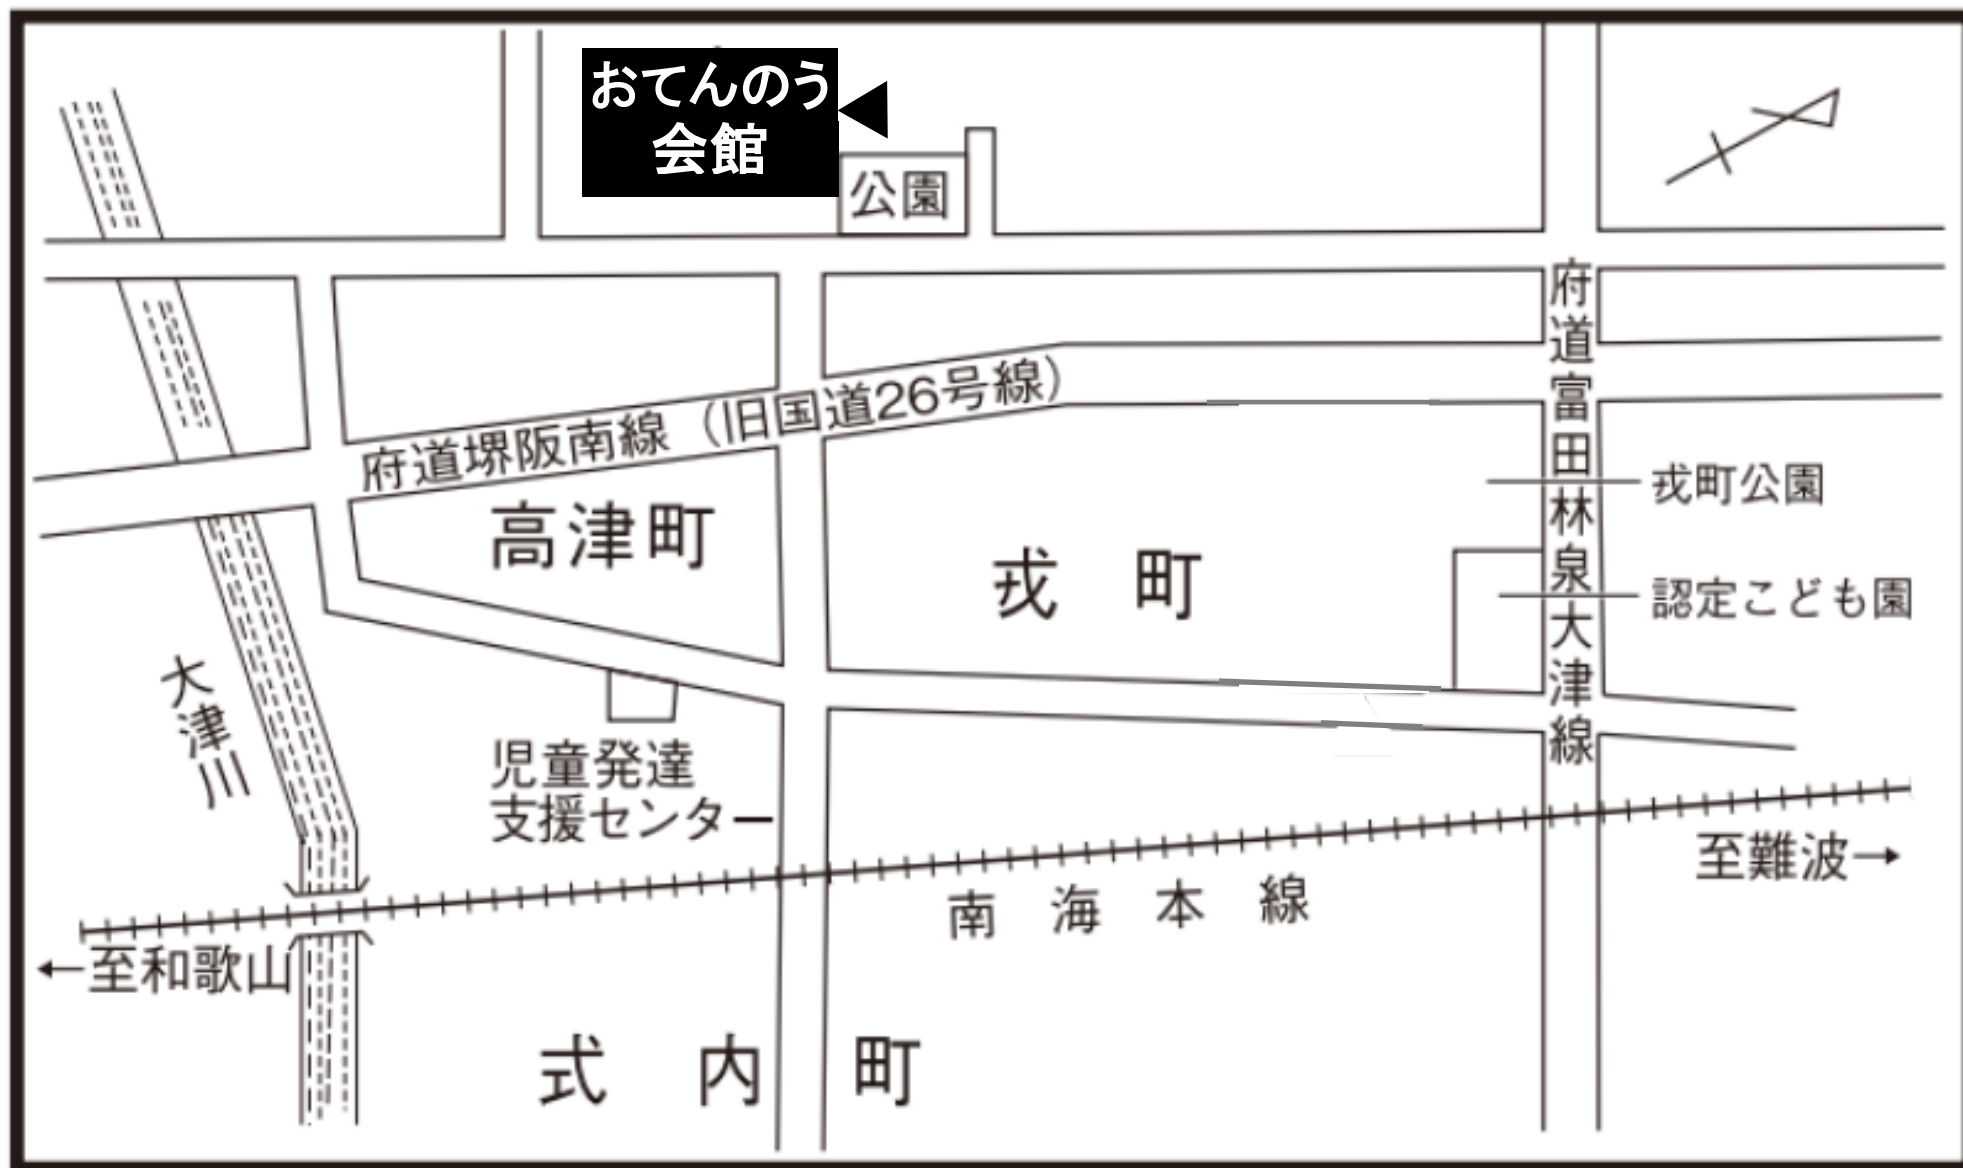 おてんのう
会館
公園
府道富田林泉大津線
府道堺阪南線（旧国道26号線）
高津町
戎町公園
戎町
認定こども園
大津川
児童発達
支援センター
至難波→
南海本線
←至和歌山
式内町